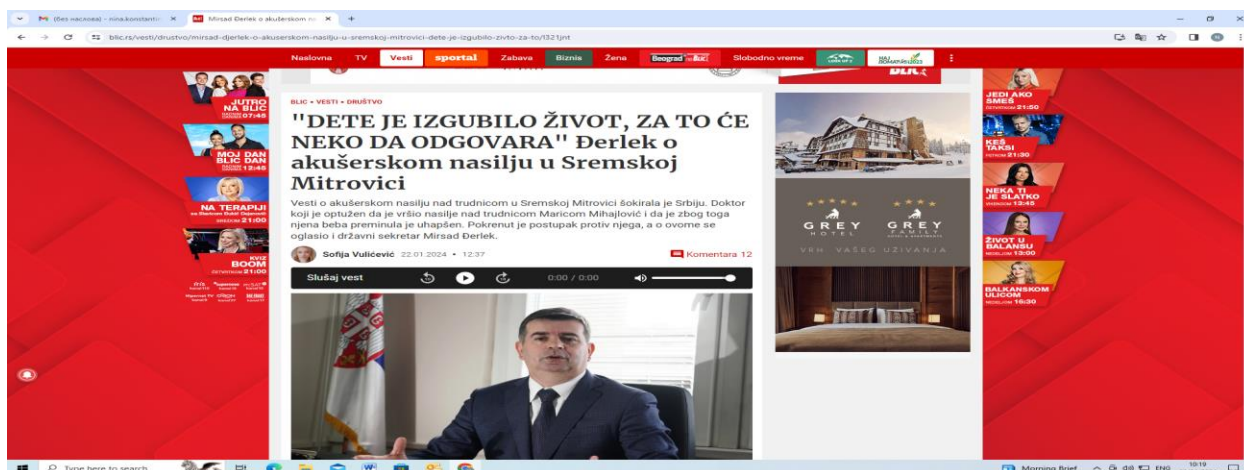 (без наслова) - nina.konstantin
Mirsad Đerlek o akušerskom na
blic.rs/vesti/drustvo/mirsad-djerlek-o-akuserskom-nasilju-u-sremskoj-mitrovici-dete-je-izgubilo-zivto-za-to/l321jnt
Naslovna TV Vesti sportal Zabava Biznis Žena Beograd Blic Slobodno vreme
JUTRO
NA BLIC
07:45
MOJ DAN
BLIC DAN
12:45
NA TERAPIJI
21:00
KVIZ
BOOM
21:00
BLIC • VESTI • DRUŠTVO
"DETE JE IZGUBILO ŽIVOT, ZA TO ĆE
NEKO DA ODGOVARA" Đerlek o
akušerskom nasilju u Sremskoj
Mitrovici
Vesti o akušerskom nasilju nad trudnicom u Sremskoj Mitrovici šokirala je Srbiju. Doktor
koji je optužen da je vršio nasilje nad trudnicom Maricom Mihajlović i da je zbog toga
njena beba preminula je uhapšen. Pokrenut je postupak protiv njega, a o ovome se
oglasio i državni sekretar Mirsad Đerlek.
Sofija Vulićević 22.01.2024 • 12:37
Komentara 12
Slušaj vest 0:00 / 0:00
GREY GREY
HOTEL FAMILY
VRH VAŠEG UŽIVANJA
JEDI AKO
SMEŠ
21:50
KEŠ
TAKSI
21:30
NEKA TI
JE SLATKO
13:45
ŽIVOT U
BALANSU
13:00
BALKANSKOM
ULICOM
16:30
Type here to search
Morning Brief ENG 10:19